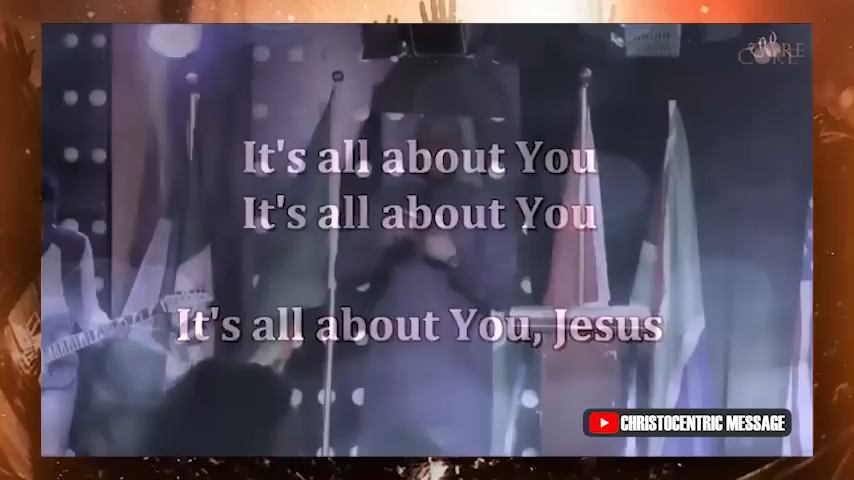 It's all about You
It's all about You
It's all about You, Jesus
CHRISTOCENTRIC MESSAGE